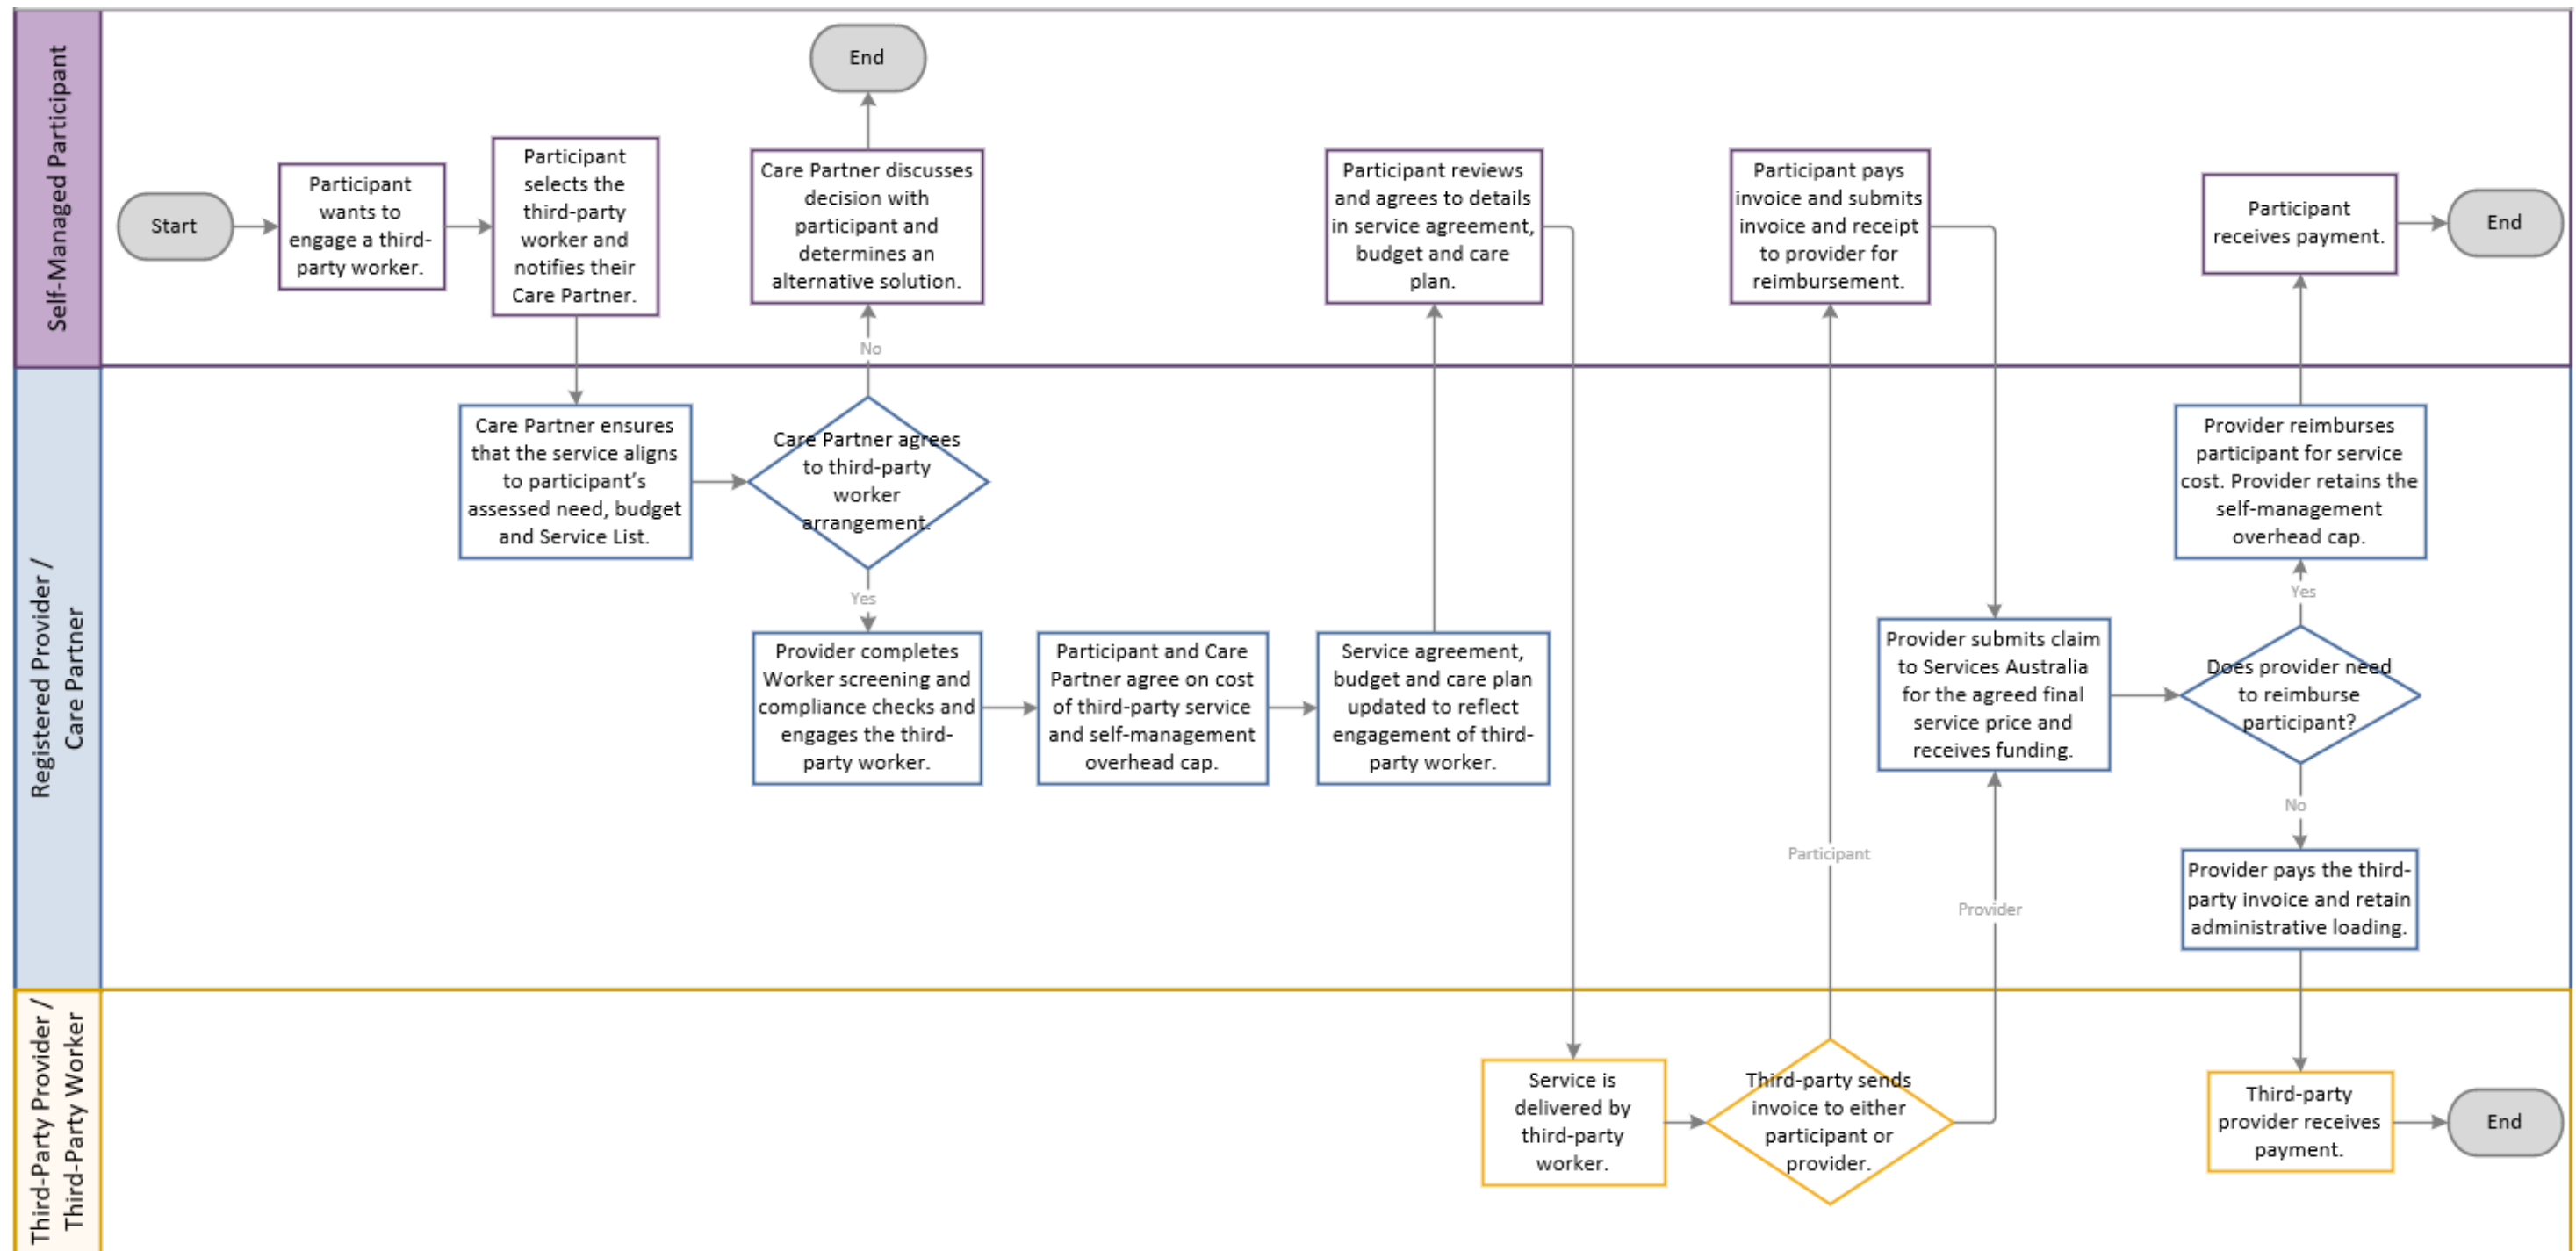 Self-Managed Participant
Start
Participant
wants to
engage a third-
party worker.
Participant
selects the
third-party
worker and
notifies their
Care Partner.
End
Care Partner discusses
decision with
participant and
determines an
alternative solution.
No
Participant reviews
and agrees to details
in service agreement,
budget and care
plan.
Participant pays
invoice and submits
invoice and receipt
to provider for
reimbursement.
Participant
receives payment.
End
Registered Provider /
Care Partner
Care Partner ensures
that the service aligns
to participant’s
assessed need, budget
and Service List.
Care Partner agrees
to third-party
worker
arrangement.
Yes
Provider completes
Worker screening and
compliance checks and
engages the third-
party worker.
Participant and Care
Partner agree on cost
of third-party service
and self-management
overhead cap.
Service agreement,
budget and care plan
updated to reflect
engagement of third-
party worker.
Participant
Provider
Provider submits claim
to Services Australia
for the agreed final
service price and
receives funding.
Provider reimburses
participant for service
cost. Provider retains the
self-management
overhead cap.
Yes
Does provider need
to reimburse
participant?
No
Provider pays the third-
party invoice and retain
administrative loading.
Third-Party Provider /
Third-Party Worker
Service is
delivered by
third-party
worker.
Third-party sends
invoice to either
participant or
provider.
Third-party
provider receives
payment.
End